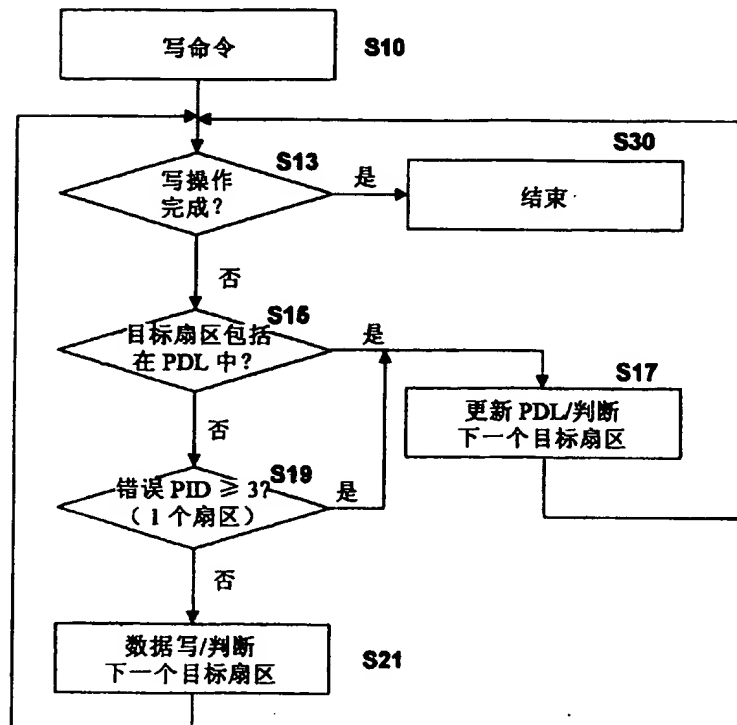 写命令
S10
S30
S13
写操作
完成?
是
结束
否
S15
目标扇区包括
在 PDL 中?
是
S17
更新 PDL/判断
下一个目标扇区
否
S19
错误 PID ≥ 3?
( 1 个扇区)
是
否
数据写/判断
下一个目标扇区
S21